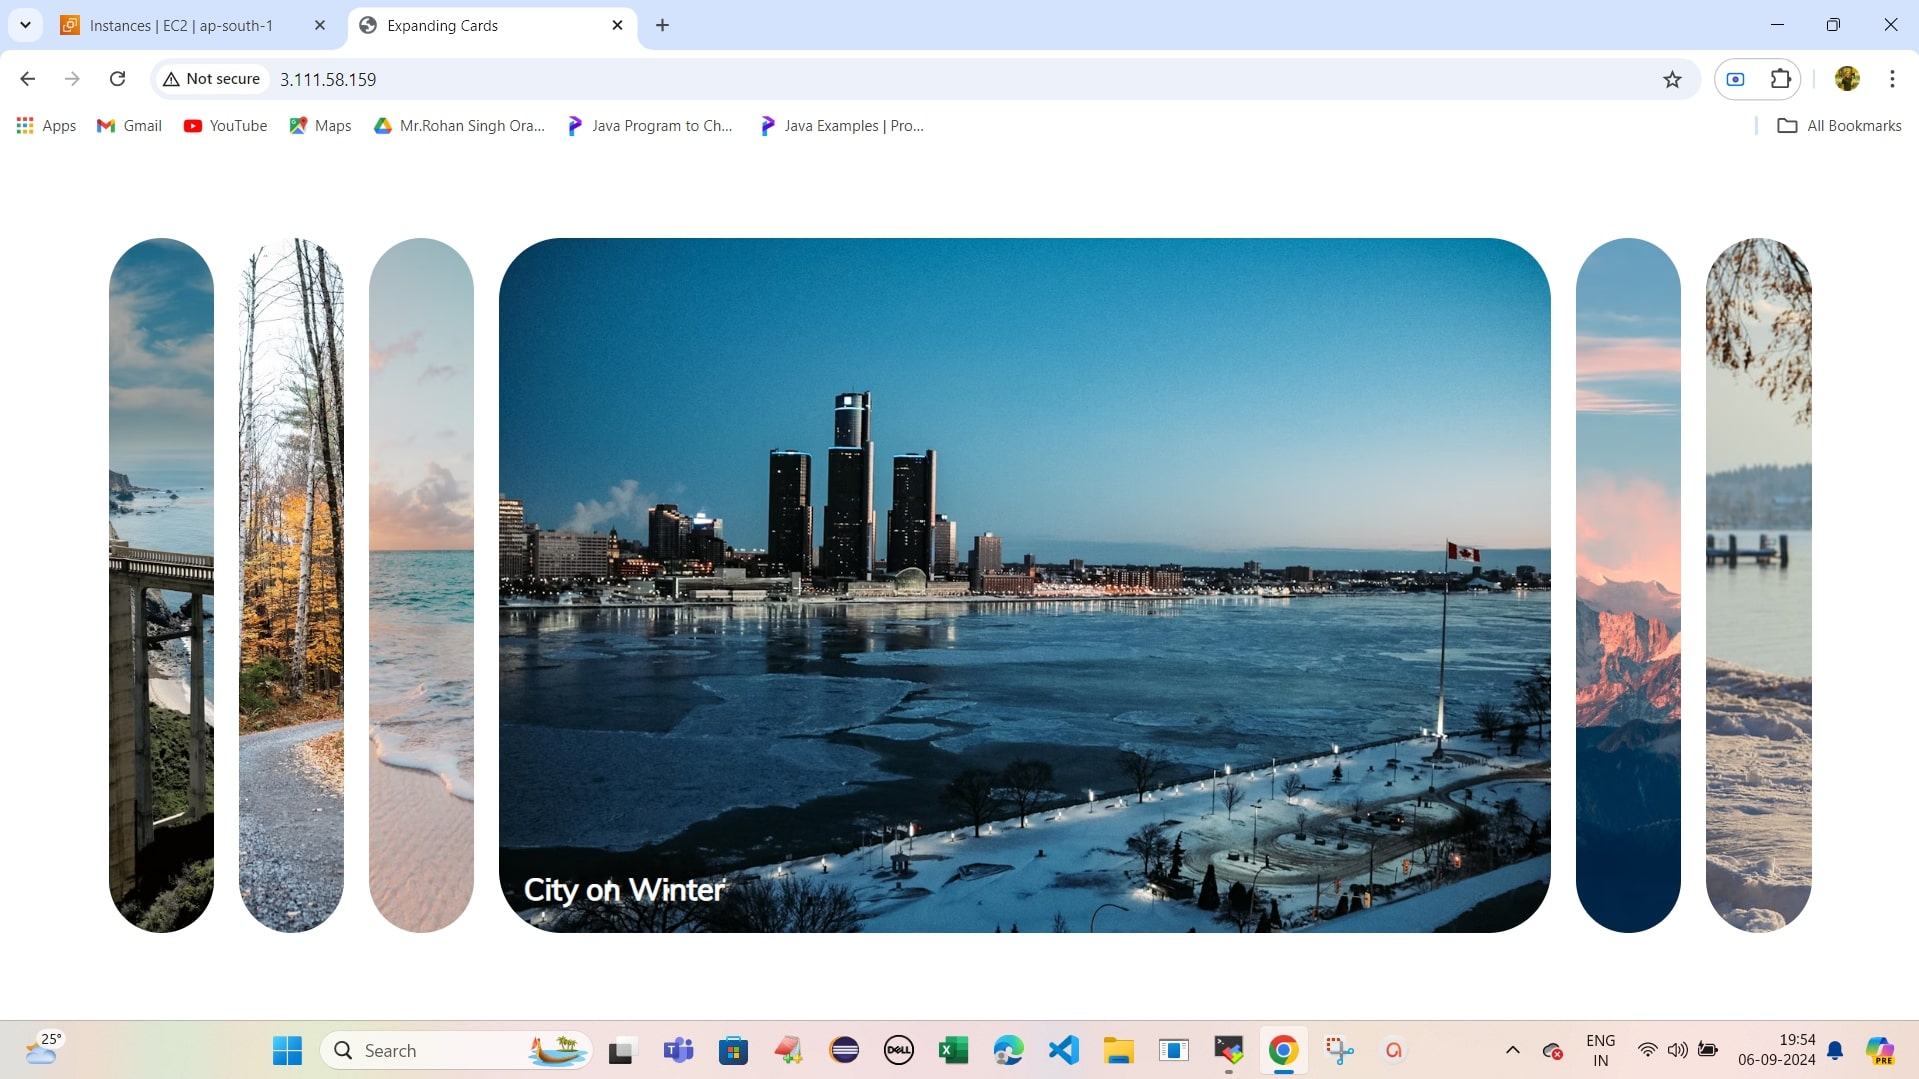 Instances | EC2 | ap-south-1
Expanding Cards
Not secure
3.111.58.159
Apps
Gmail
YouTube
Maps
Mr.Rohan Singh Ora...
Java Program to Ch...
Java Examples | Pro...
All Bookmarks
City on Winter
25°
Search
DELL
ENG
IN
19:54
06-09-2024
PRE